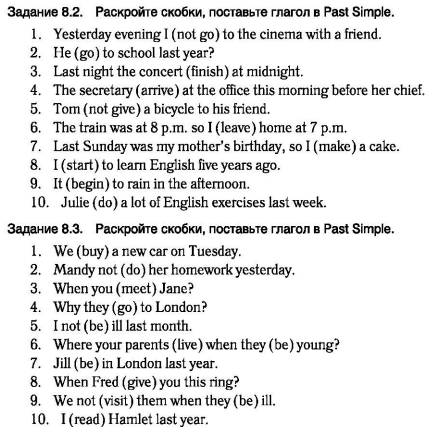 Задание 8.2. Раскройте скобки, поставьте глагол в Past Simple.
1. Yesterday evening I (not go) to the cinema with a friend.
2. He (go) to school last year?
3. Last night the concert (finish) at midnight.
4. The secretary (arrive) at the office this morning before her chief.
5. Tom (not give) a bicycle to his friend.
6. The train was at 8 p.m. so I (leave) home at 7 p.m.
7. Last Sunday was my mother's birthday, so I (make) a cake.
8. I (start) to learn English five years ago.
9. It (begin) to rain in the afternoon.
10. Julie (do) a lot of English exercises last week.
Задание 8.3. Раскройте скобки, поставьте глагол в Past Simple.
1. We (buy) a new car on Tuesday.
2. Mandy not (do) her homework yesterday.
3. When you (meet) Jane?
4. Why they (go) to London?
5. I not (be) ill last month.
6. Where your parents (live) when they (be) young?
7. Jill (be) in London last year.
8. When Fred (give) you this ring?
9. We not (visit) them when they (be) ill.
10. I (read) Hamlet last year.